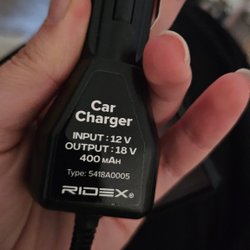 Car
Charger
INPUT : 12 V
OUTPUT : 18 V
400 mAH
Type: 5418A0005
RIDEX®